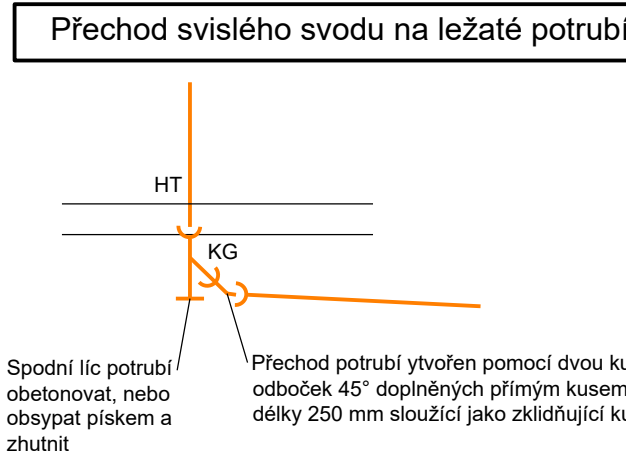 Přechod svislého svodu na ležaté potrubí
HT
KG
Spodní líc potrubí
obetonovat, nebo
obsypat pískem a
zhutnit
Přechod potrubí ytvořen pomocí dvou ku
odboček 45° doplněných přímým kusem
délky 250 mm sloužící jako zklidňující ku